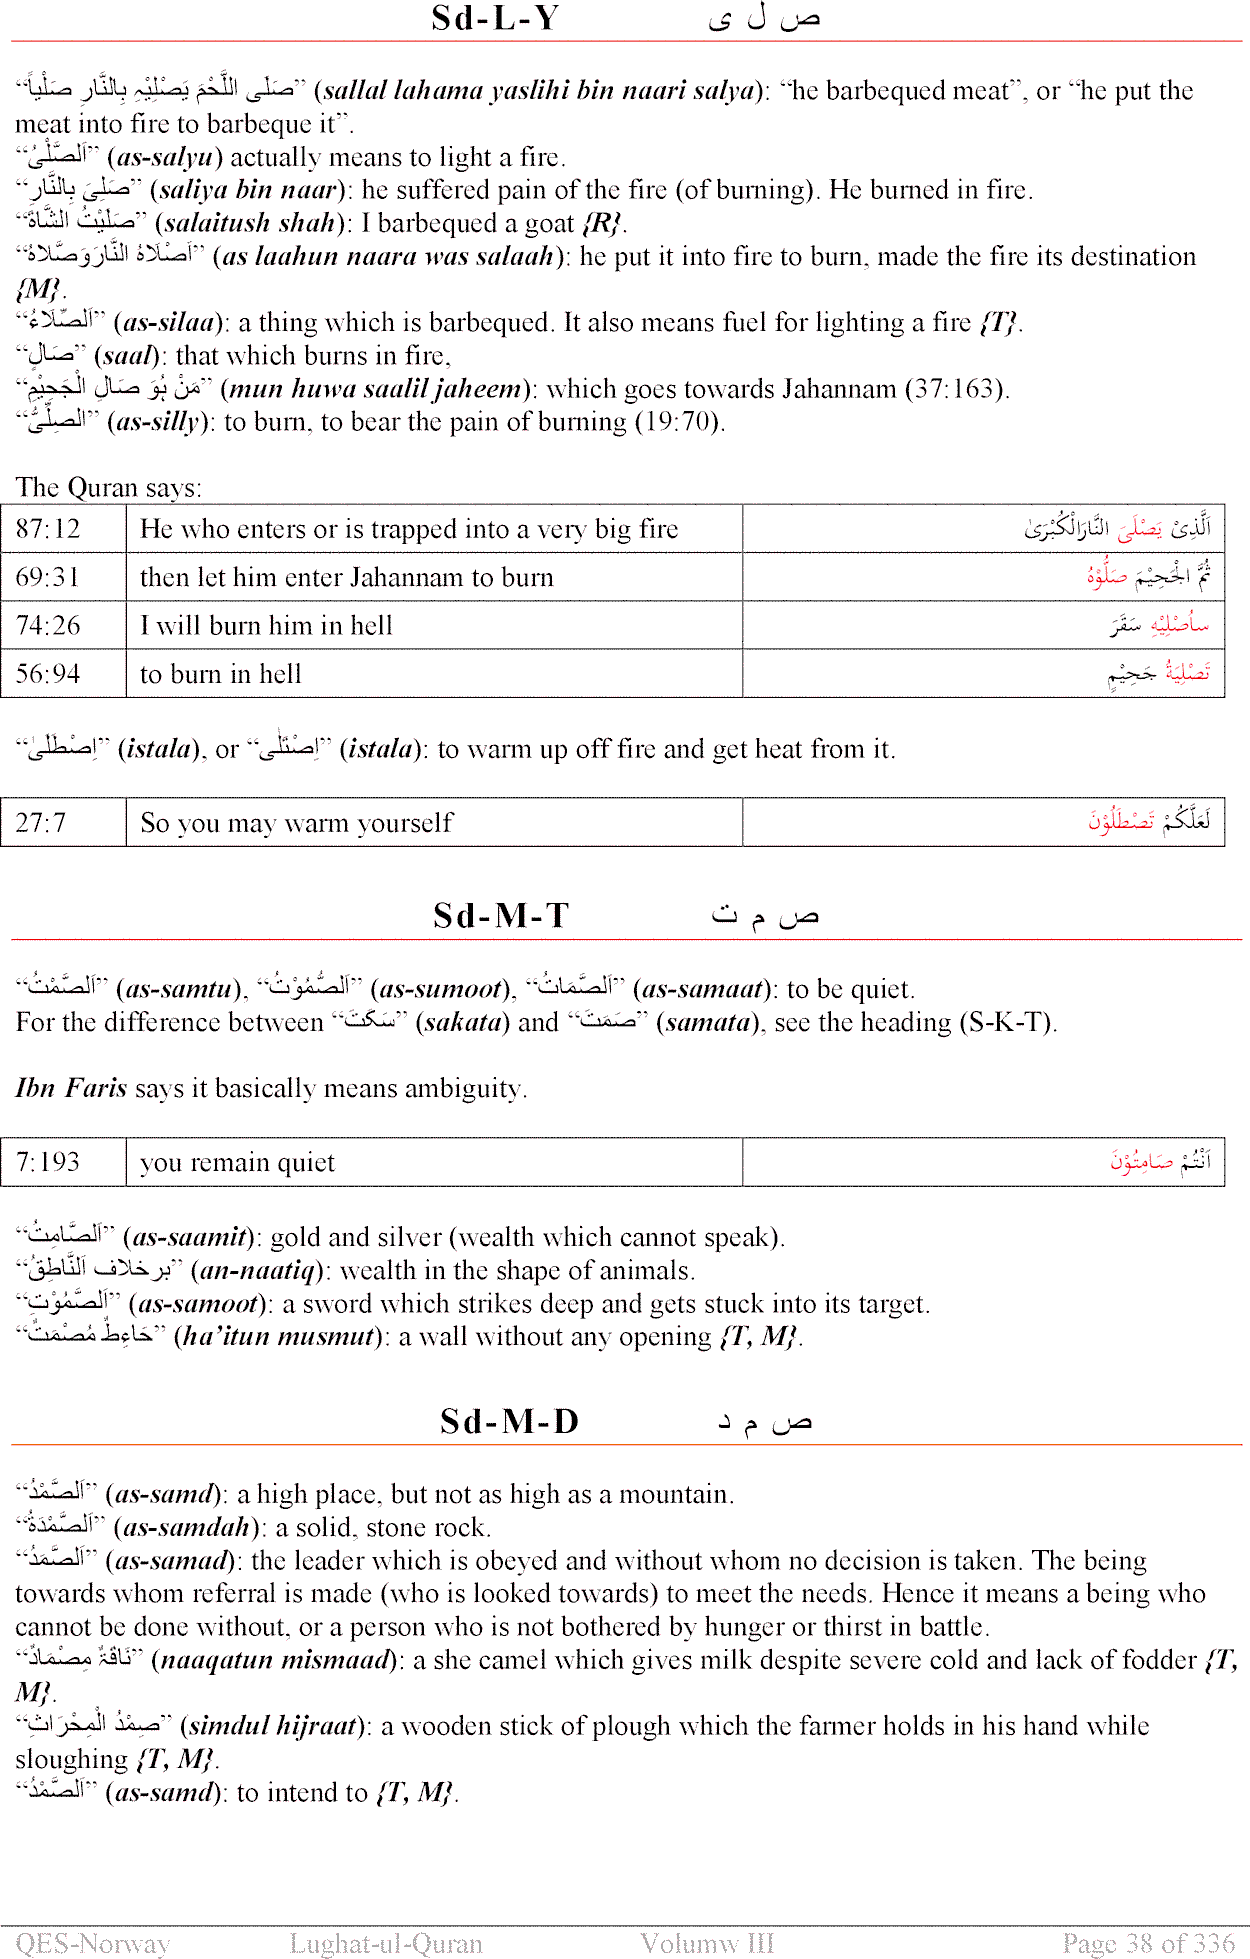 Sd-L-Y ص ل ی
“صَلَی اللَّحْمَ یَصْلِیْہِ بِالنَّارِ صَلْیاً” (sallal lahama yaslihi bin naari salya): “he barbequed meat”, or “he put the
meat into fire to barbeque it”.
“اَلصَّلْیُ” (as-salyu) actually means to light a fire.
“صَلِیَ بِالنَّارِ” (saliya bin naar): he suffered pain of the fire (of burning). He burned in fire.
“صَلَیْتُ الشَّاۃَ” (salaitush shah): I barbequed a goat {R}.
“اَصْلَاہُ النَّارَوَصَّلَاہُ” (as laahun naara was salaah): he put it into fire to burn, made the fire its destination
{M}.
“اَلصِّلَاءُ” (as-silaa): a thing which is barbequed. It also means fuel for lighting a fire {T}.
“صَالٍ” (saal): that which burns in fire,
“مَنْ ہُوَ صَالِ الْجَحِیْمِ” (mun huwa saalil jaheem): which goes towards Jahannam (37:163).
“الصِلِّیُّ” (as-silly): to burn, to bear the pain of burning (19:70).
The Quran says:
87:12 He who enters or is trapped into a very big fire اَلَّذِیْ یَصْلَی النَّارَالْکُبْرَیٰ
69:31 then let him enter Jahannam to burn ثُمَّ الْجَحِیْمَ صَلُّوْہُ
74:26 I will burn him in hell سأُصْلِیْہِ سَقَرَ
56:94 to burn in hell تَصْلِیَۃُ جَحِیْمٍ
“اِصْطَلَیٰ” (istala), or “اِصْتَلٰی” (istala): to warm up off fire and get heat from it.
27:7 So you may warm yourself لَعَلَّکُمْ تَصْطَلُوْنَ
Sd-M-T ص م ت
“اَلصَّمْتُ” (as-samtu), “اَلصُّمُوْتُ” (as-sumoot), “اَلصَّمَاتُ” (as-samaat): to be quiet.
For the difference between “سَکَتَ” (sakata) and “صَمَتَ” (samata), see the heading (S-K-T).
Ibn Faris says it basically means ambiguity.
7:193 you remain quiet اَنْتُمْ صَامِتُوْنَ
“اَلصَّامِتُ” (as-saamit): gold and silver (wealth which cannot speak).
“برخلاف اَلنَّاطِقُ” (an-naatiq): wealth in the shape of animals.
“اَلصَّمُوْتِ” (as-samoot): a sword which strikes deep and gets stuck into its target.
“حَاءِطٌ مُصْمَتٌ” (ha’itun musmut): a wall without any opening {T, M}.
Sd-M-D ص م د
“اَلصَّمْدُ” (as-samd): a high place, but not as high as a mountain.
“اَلصَّمْدَۃُ” (as-samdah): a solid, stone rock.
“اَلصَّمَدُ” (as-samad): the leader which is obeyed and without whom no decision is taken. The being
towards whom referral is made (who is looked towards) to meet the needs. Hence it means a being who
cannot be done without, or a person who is not bothered by hunger or thirst in battle.
“نَاقَۃٌ مِصْمَادٌ” (naaqatun mismaad): a she camel which gives milk despite severe cold and lack of fodder {T,
M}.
“صِمْدُ الْمِحْرَاثِ” (simdul hijraat): a wooden stick of plough which the farmer holds in his hand while
sloughing {T, M}.
“اَلصَّمْدُ” (as-samd): to intend to {T, M}.
QES-Norway Lughat-ul-Quran Volumw III Page 38 of 336